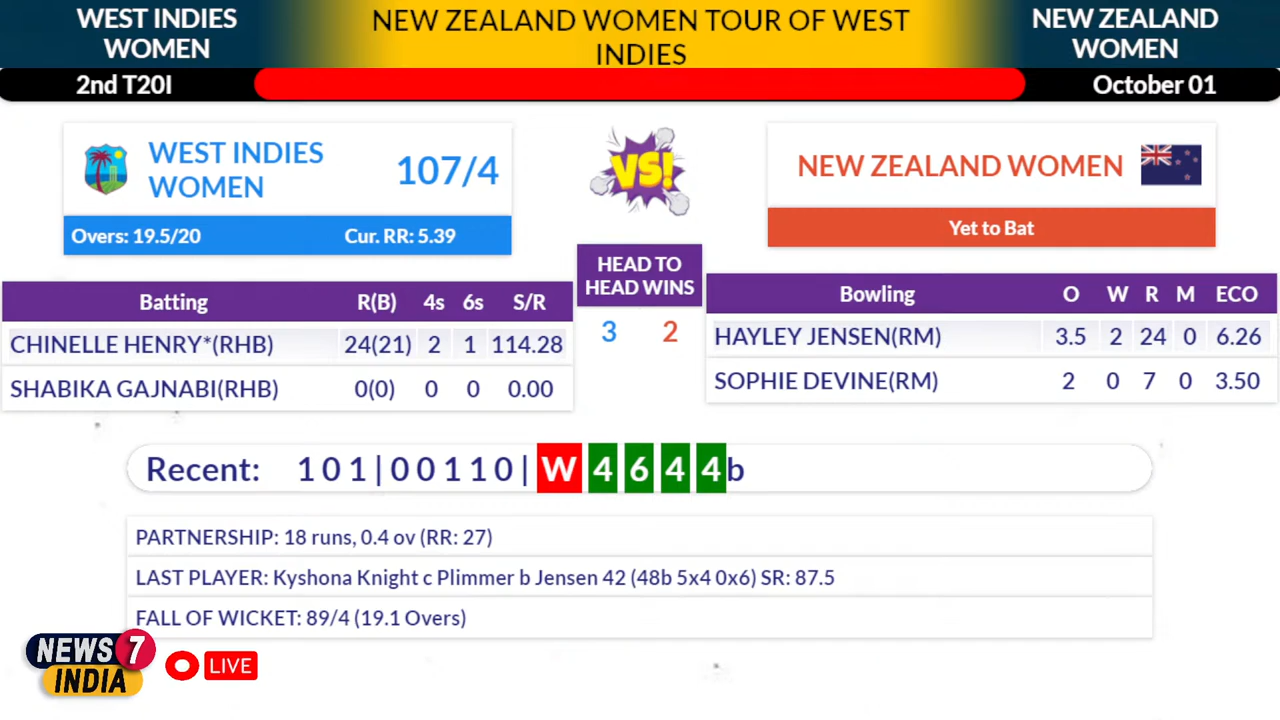 WEST INDIES
WOMEN
NEW ZEALAND WOMEN TOUR OF WEST
INDIES
NEW ZEALAND
WOMEN
2nd T20I
October 01
WEST INDIES
WOMEN
107/4
Overs: 19.5/20 Cur. RR: 5.39
VS!
NEW ZEALAND WOMEN
Yet to Bat
HEAD TO
HEAD WINS
3 2
Batting R(B) 4s 6s S/R
CHINELLE HENRY*(RHB) 24(21) 2 1 114.28
SHABIKA GAJNABI(RHB) 0(0) 0 0 0.00
Bowling O W R M ECO
HAYLEY JENSEN(RM) 3.5 2 24 0 6.26
SOPHIE DEVINE(RM) 2 0 7 0 3.50
Recent: 1 0 1 | 0 0 1 1 0 | W 4 6 4 4 b
PARTNERSHIP: 18 runs, 0.4 ov (RR: 27)
LAST PLAYER: Kyshona Knight c Plimmer b Jensen 42 (48b 5x4 0x6) SR: 87.5
FALL OF WICKET: 89/4 (19.1 Overs)
NEWS 7
INDIA
LIVE